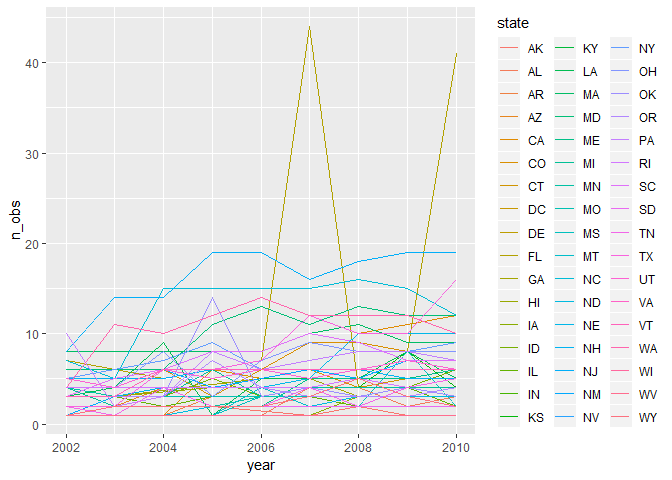 state
AK
AL
AR
AZ
CA
CO
CT
DC
DE
FL
GA
HI
IA
ID
IL
IN
KS
KY
LA
MA
MD
ME
MI
MN
MO
MS
MT
NC
ND
NE
NH
NJ
NM
NV
NY
OH
OK
OR
PA
RI
SC
SD
TN
TX
UT
VA
VT
WA
WI
WV
WY
n_obs
40
30
20
10
0
2002
2004
2006
2008
2010
year